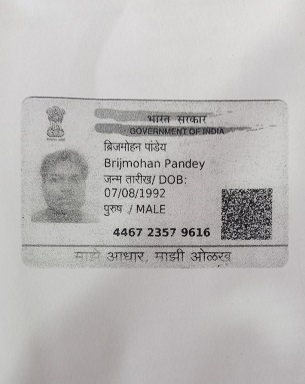 भारत सरकार
GOVERNMENT OF INDIA
ब्रिजमोहन पांडेय
Brijmohan Pandey
जन्म तारीख/ DOB:
07/08/1992
पुरुष / MALE
4467 2357 9616
माझे आधार, माझी ओळख